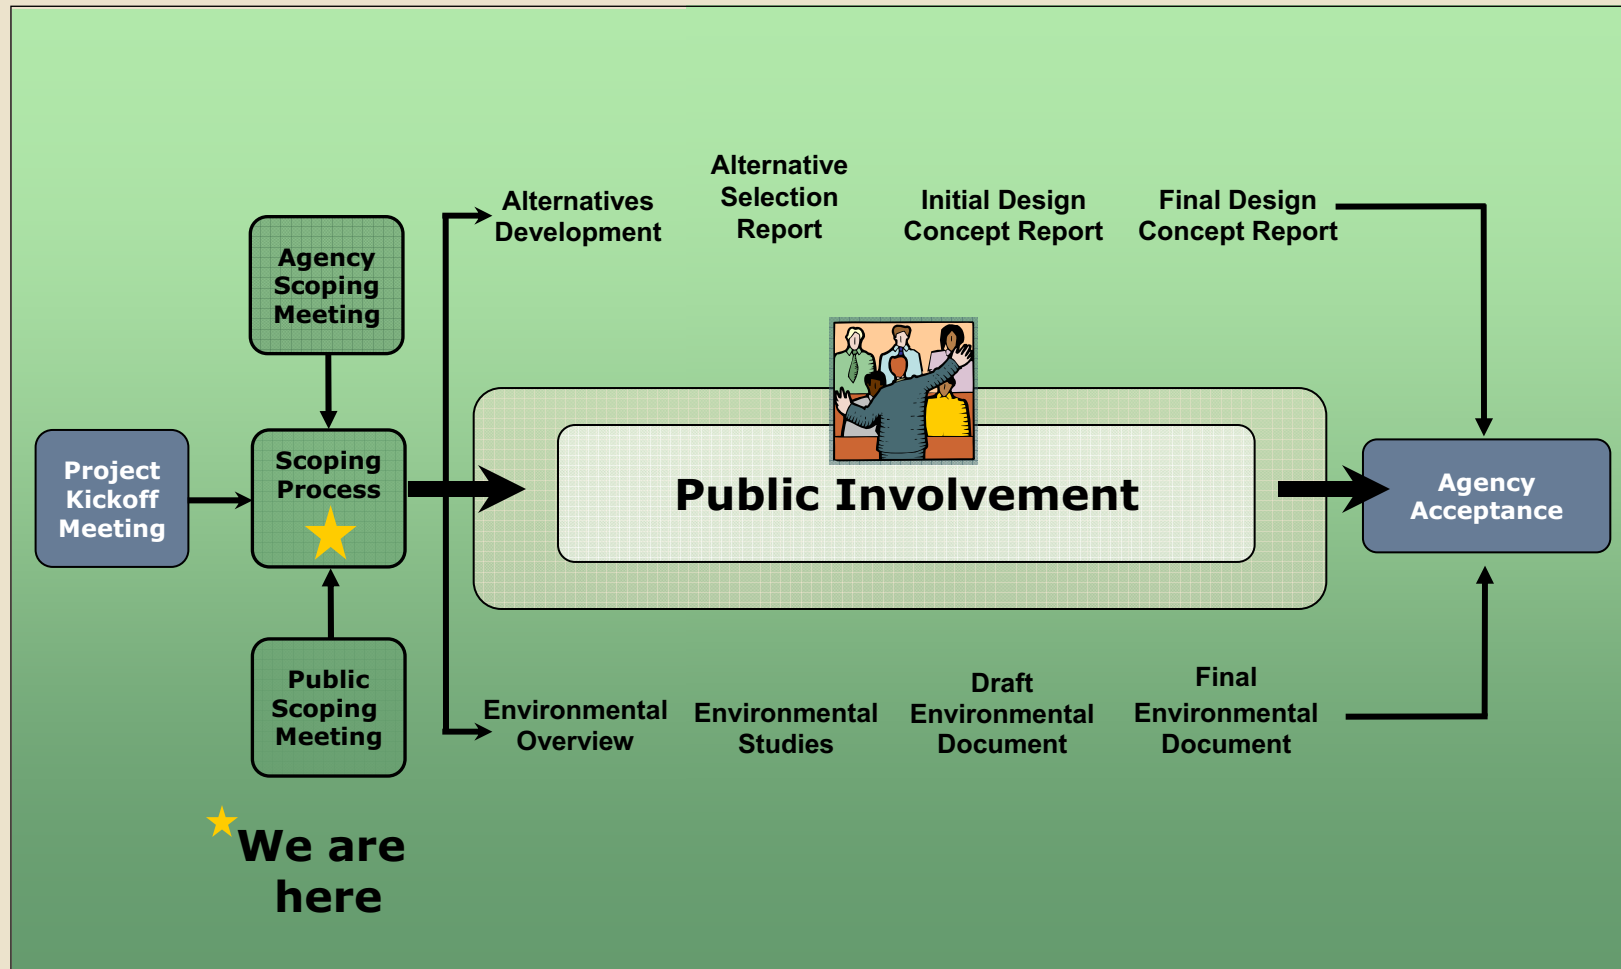 Alternatives
Development
Alternative
Selection
Report
Initial Design
Concept Report
Final Design
Concept Report
Agency
Scoping
Meeting
Project
Kickoff
Meeting
Scoping
Process
Public Involvement
Agency
Acceptance
Public
Scoping
Meeting
Environmental
Overview
Environmental
Studies
Draft
Environmental
Document
Final
Environmental
Document
We are
here